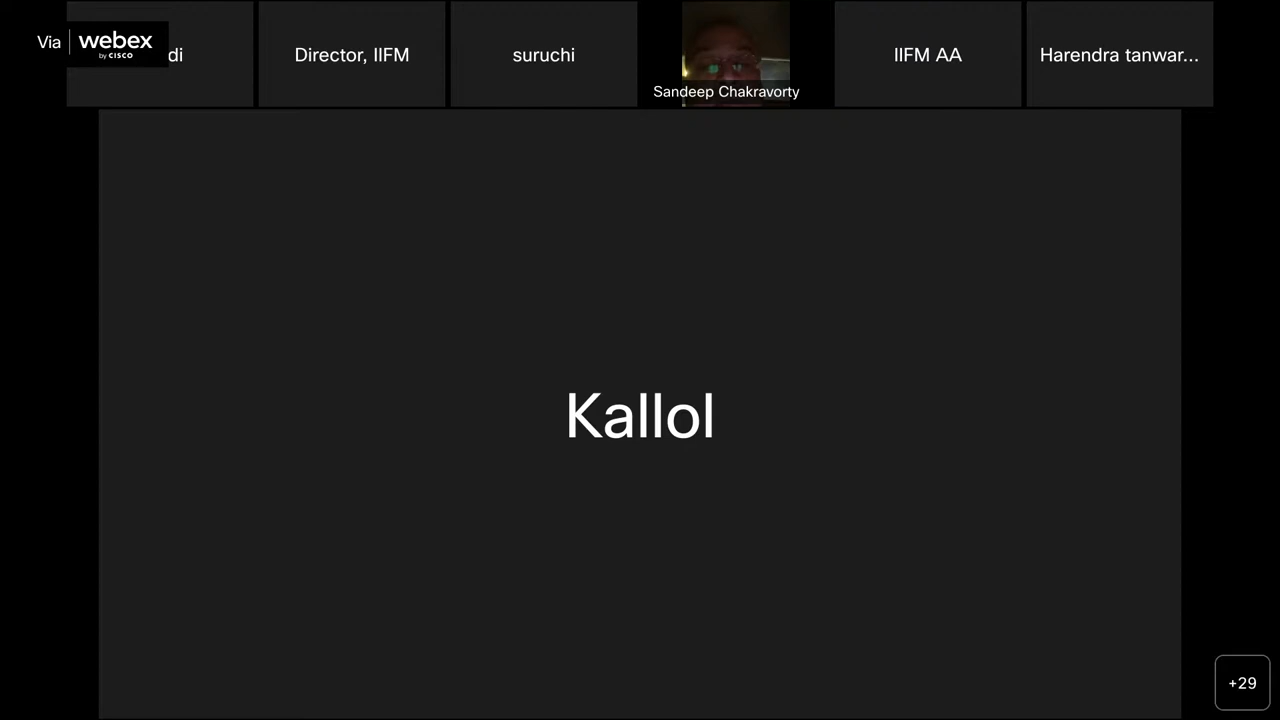 Via webex
by CISCO
di
Director, IIFM
suruchi
Sandeep Chakravorty
IIFM AA
Harendra tanwar...
Kallol
+29